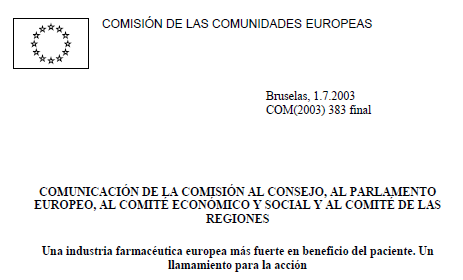 COMISIÓN DE LAS COMUNIDADES EUROPEAS
Bruselas, 1.7.2003
COM(2003) 383 final
COMUNICACIÓN DE LA COMISIÓN AL CONSEJO, AL PARLAMENTO
EUROPEO, AL COMITÉ ECONÓMICO Y SOCIAL Y AL COMITÉ DE LAS
REGIONES
Una industria farmacéutica europea más fuerte en beneficio del paciente. Un
llamamiento para la acción